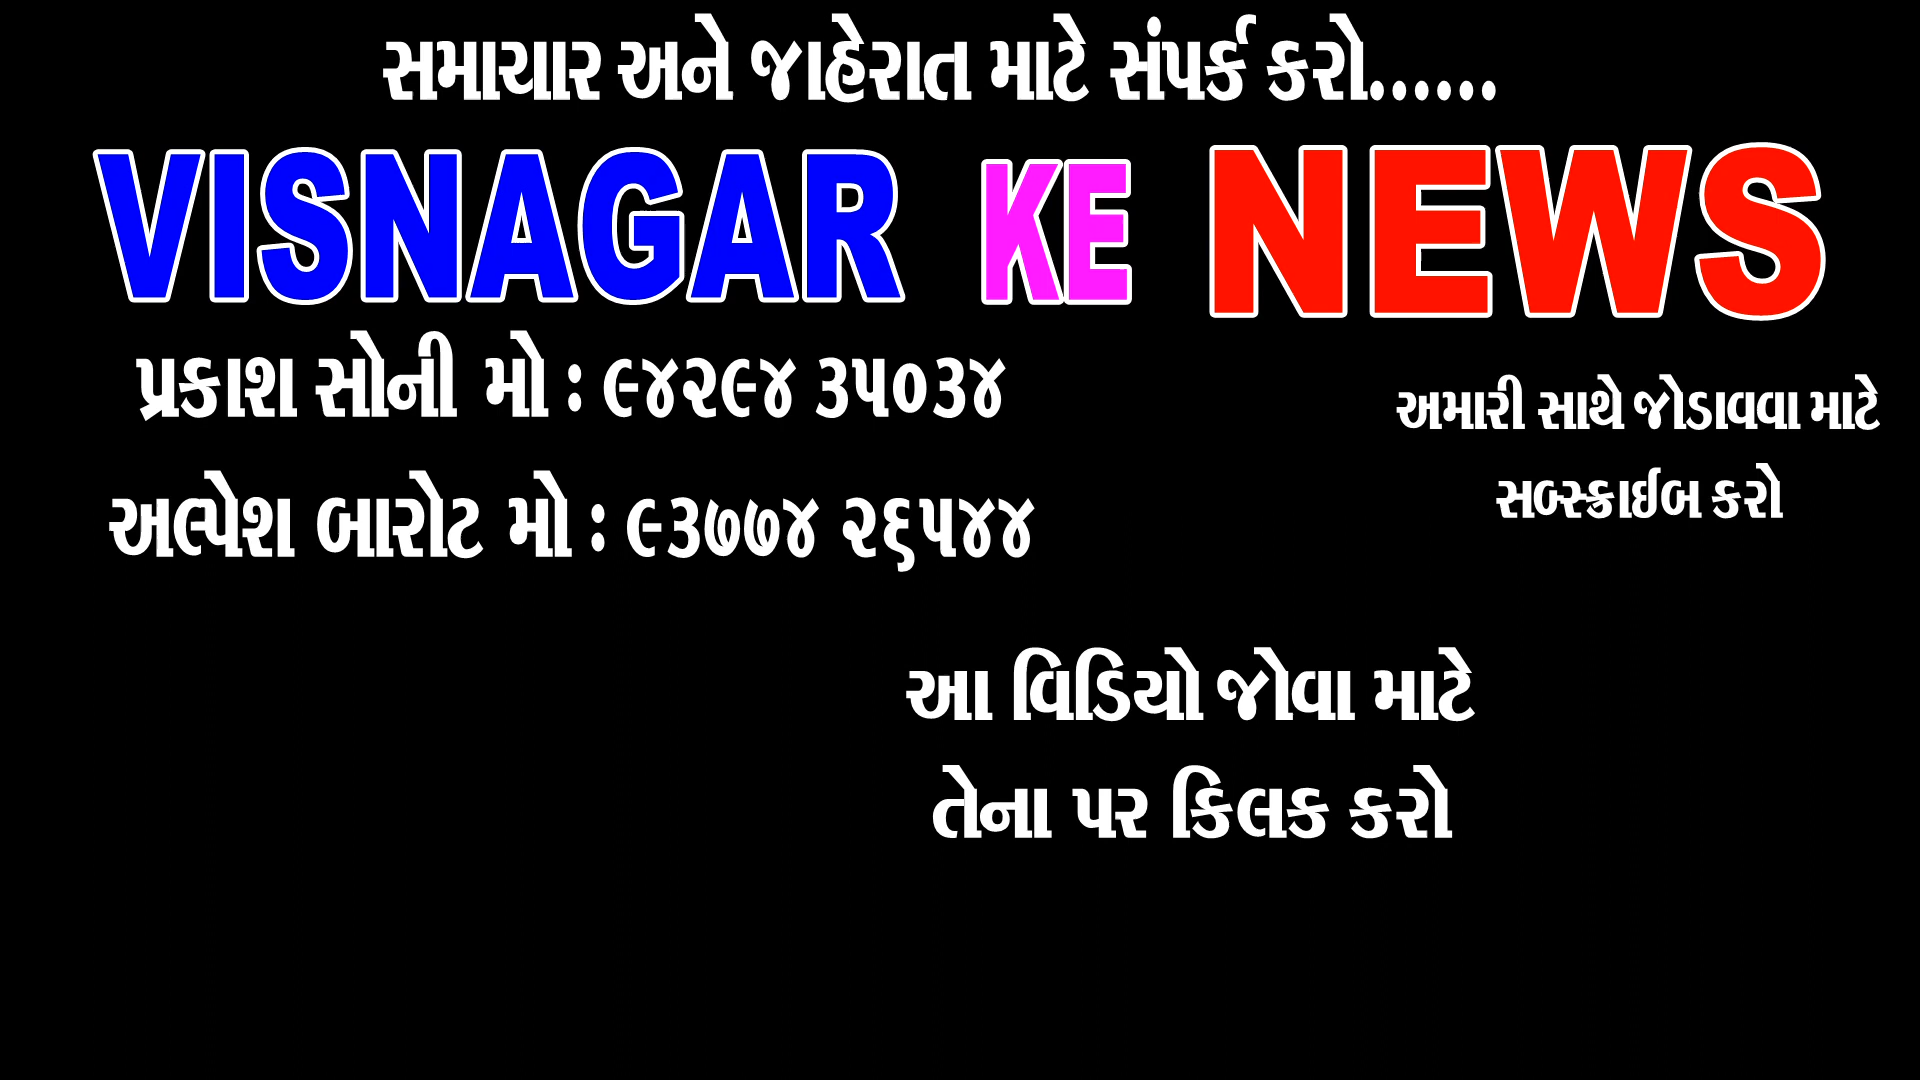 સમાચાર અને જાહેરાત માટે સંપર્ક કરો......
VISNAGAR KE NEWS
પ્રકાશ સોની મો : ૯૪૨૯૪ ૩૫૦૩૪
અલ્પેશ બારોટ મો : ૯૩૭૭૪ ૨૬૫૪૪
અમારી સાથે જોડાવવા માટે
સબ્સ્ક્રાઈબ કરો
આ વિડિયો જોવા માટે
તેના પર કિલક કરો